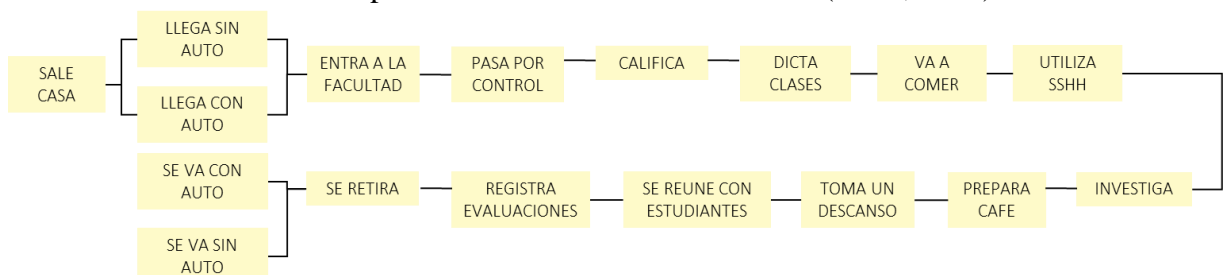 LLEGA SIN
AUTO
SALE
CASA
LLEGA CON
AUTO
ENTRA A LA
FACULTAD
PASA POR
CONTROL
CALIFICA
DICTA
CLASES
VA A
COMER
UTILIZA
SSHH
SE VA CON
AUTO
SE VA SIN
AUTO
SE RETIRA
REGISTRA
EVALUACIONES
SE REUNE CON
ESTUDIANTES
TOMA UN
DESCANSO
PREPARA
CAFE
INVESTIGA